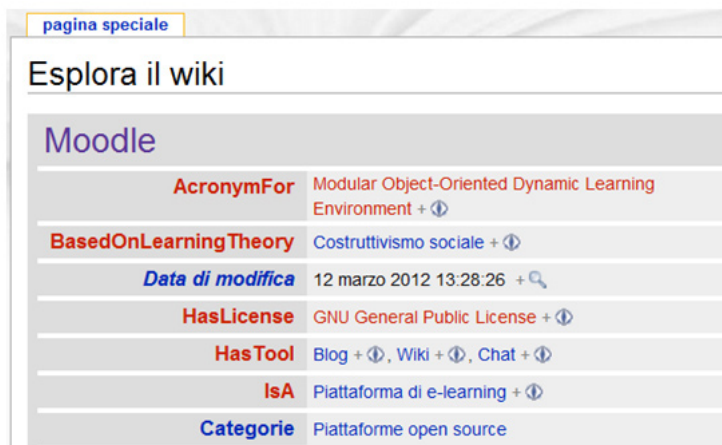 pagina speciale
Esplora il wiki
Moodle
AcronymFor Modular Object-Oriented Dynamic Learning
Environment +
BasedOnLearningTheory Costruttivismo sociale +
Data di modifica 12 marzo 2012 13:28:26 +
HasLicense GNU General Public License +
HasTool Blog + , Wiki + , Chat +
IsA Piattaforma di e-learning +
Categorie Piattaforme open source